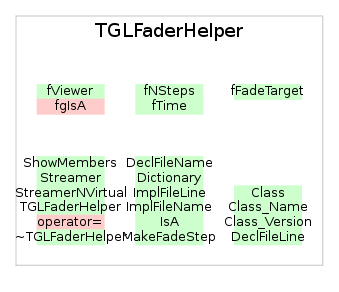 TGLFaderHelper
fViewer fNSteps fFadeTarget
fgIsA fTime
ShowMembers DeclFileName
Streamer Dictionary
StreamerNVirtual ImplFileLine Class
TGLFaderHelper ImplFileName Class_Name
operator= IsA Class_Version
~TGLFaderHelpe MakeFadeStep DeclFileLine